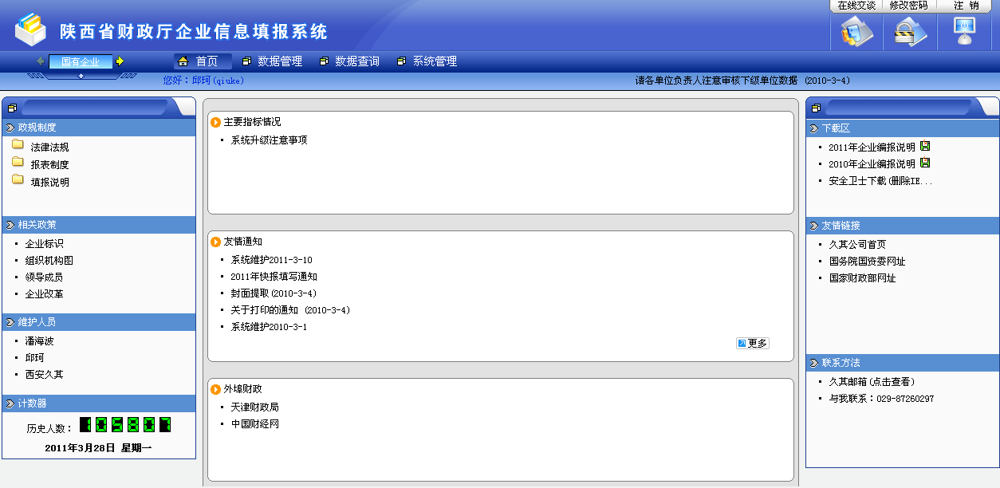 在线交谈 修改密码 注 销
陕西省财政厅企业信息填报系统
国有企业 首页 数据管理 数据查询 系统管理
您好：邱珂(qiuke) 请各单位负责人注意审核下级单位数据 (2010-3-4)
政规制度
法律法规
报表制度
填报说明
相关政策
企业标识
组织机构图
领导成员
企业改革
维护人员
潘海波
邱珂
西安久其
计数器
历史人数： 105807
2011年3月28日 星期一
主要指标情况
系统升级注意事项
友情通知
系统维护2011-3-10
2011年快报填写通知
封面提取(2010-3-4)
关于打印的通知 (2010-3-4)
系统维护2010-3-1
更多
外埠财政
天津财政局
中国财经网
下载区
2011年企业编报说明
2010年企业编报说明
安全卫士下载(删除IE...
友情链接
久其公司首页
国务院国资委网址
国家财政部网址
联系方法
久其邮箱(点击查看)
与我联系：029-87260297